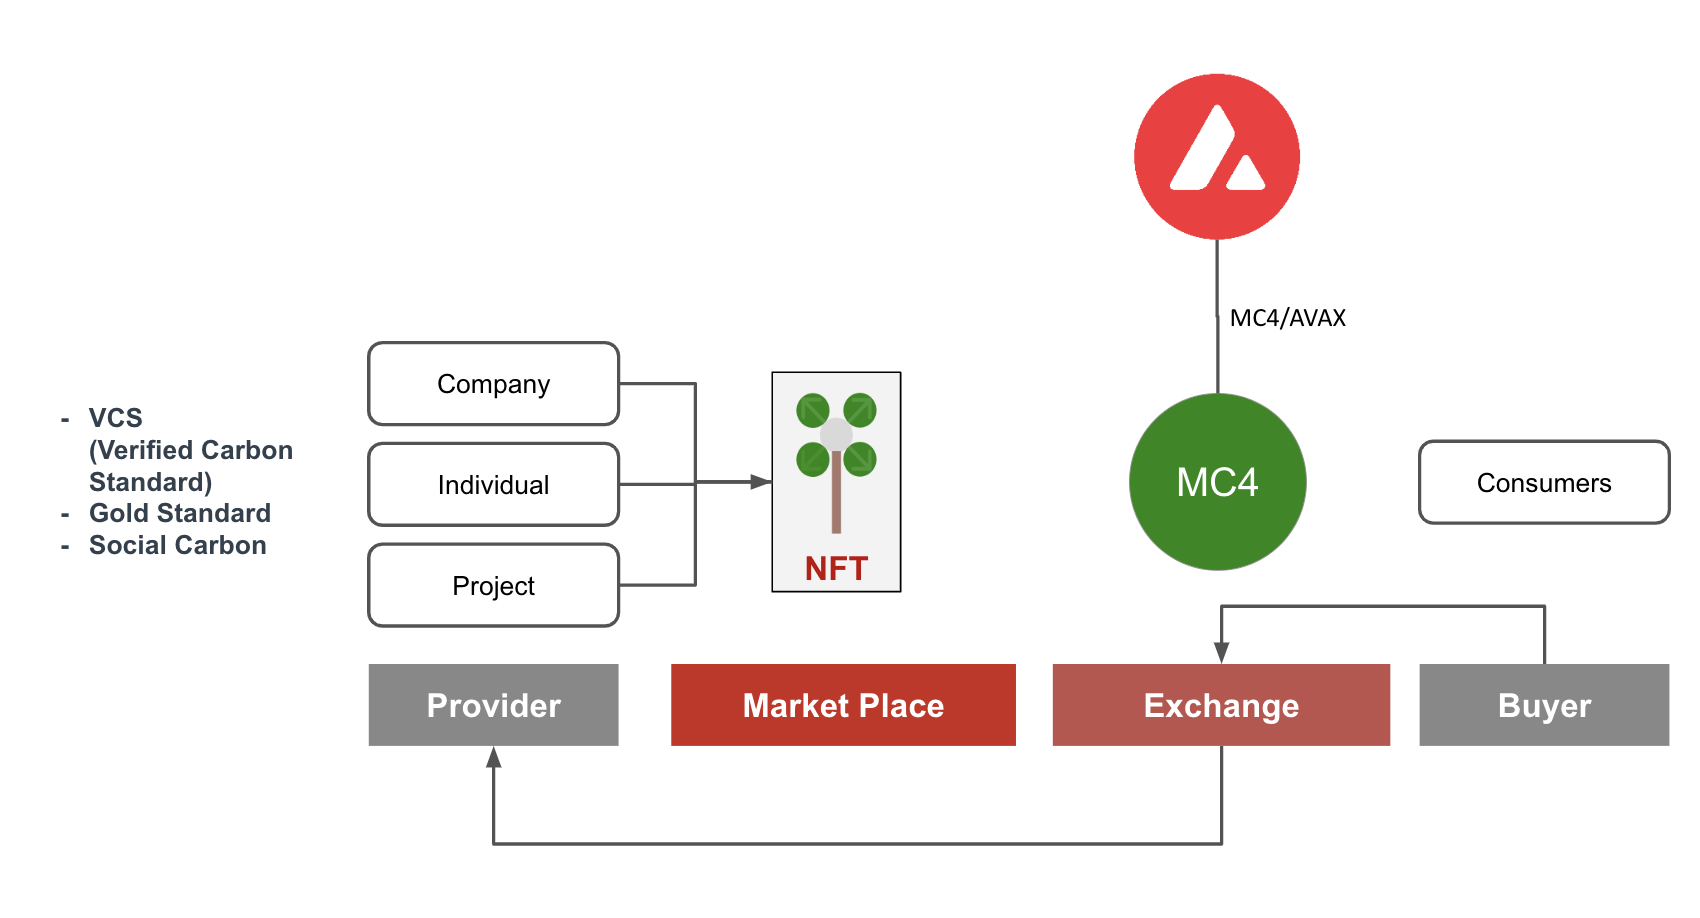 MC4/AVAX
- VCS
(Verified Carbon
Standard)
- Gold Standard
- Social Carbon
Company
Individual
Project
NFT
MC4
Consumers
Provider
Market Place
Exchange
Buyer